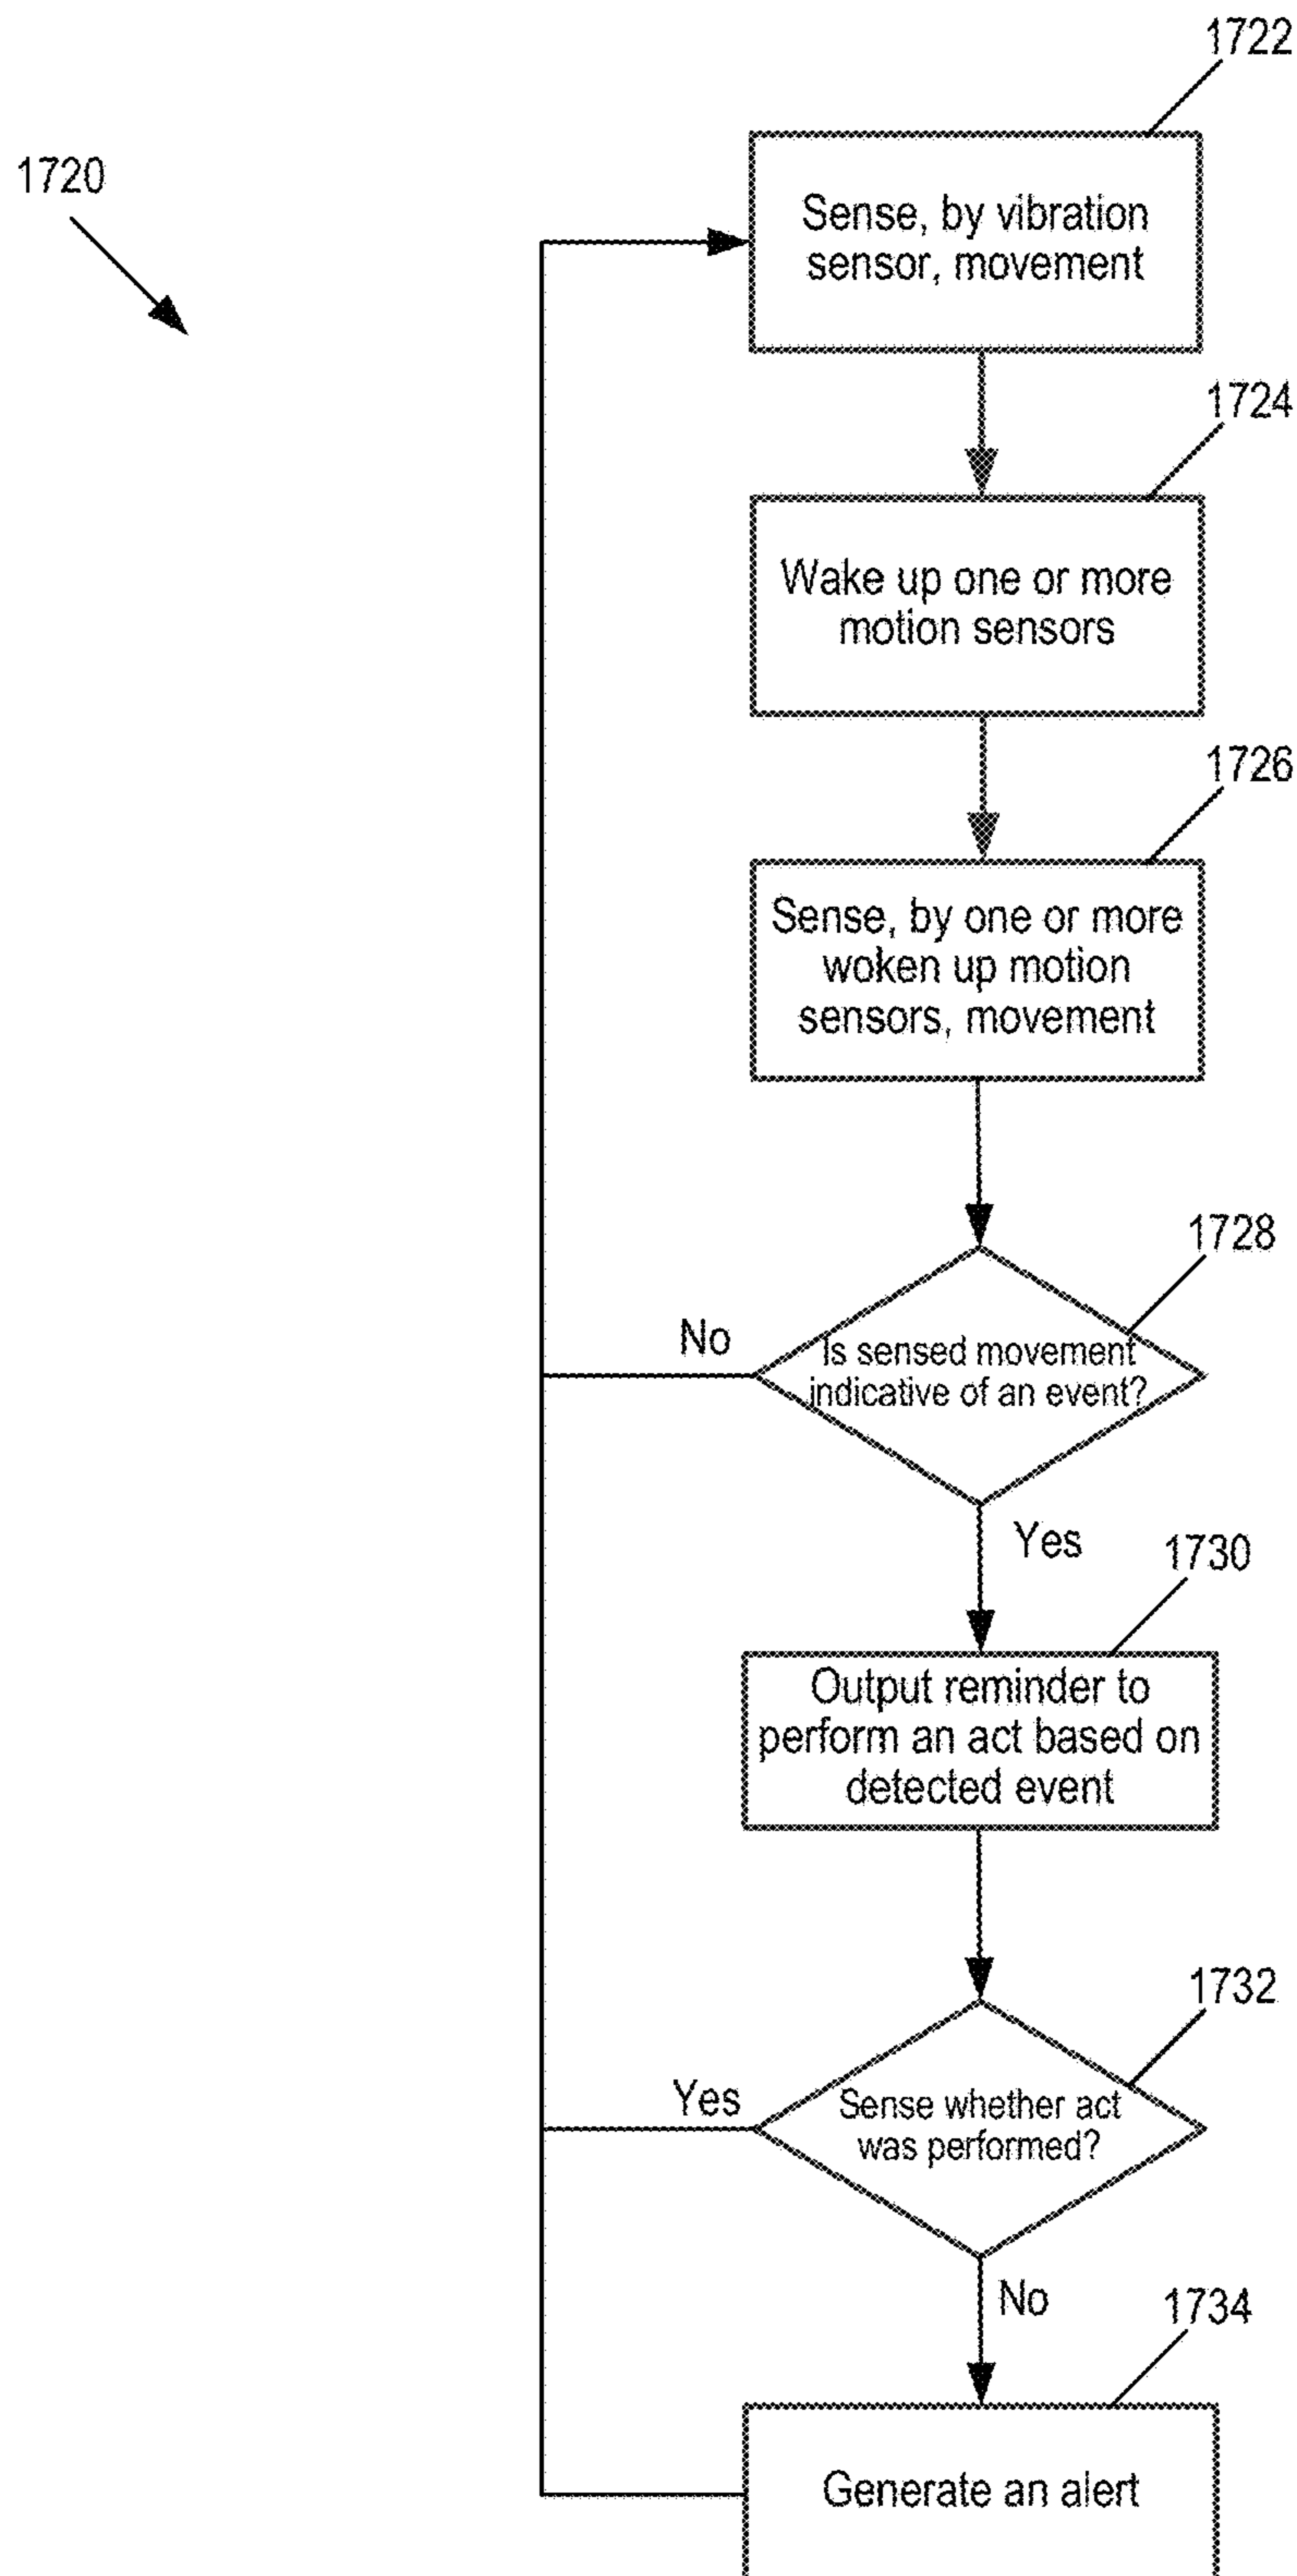 1722
1720
Sense, by vibration
sensor, movement
1724
Wake up one or more
motion sensors
1726
Sense, by one or more
woken up motion
sensors, movement
1728
No
Is sensed movement
indicative of an event?
Yes
1730
Output reminder to
perform an act based on
detected event
1732
Yes
Sense whether act
was performed?
No
1734
Generate an alert